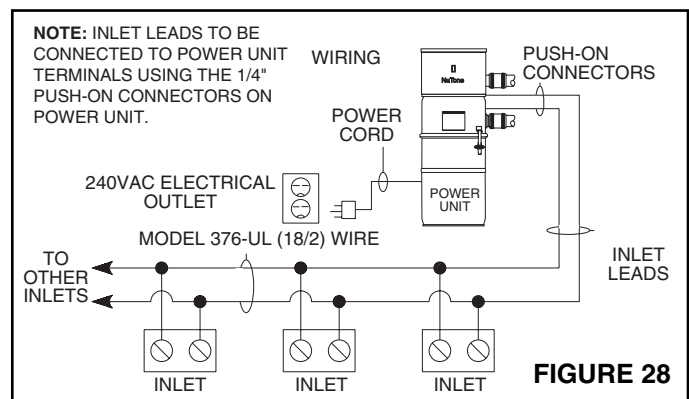 NOTE: INLET LEADS TO BE
CONNECTED TO POWER UNIT
TERMINALS USING THE 1/4"
PUSH-ON CONNECTORS ON
POWER UNIT.
WIRING
NuTone
PUSH-ON
CONNECTORS
POWER
CORD
240VAC ELECTRICAL
OUTLET
POWER
UNIT
MODEL 376-UL (18/2) WIRE
TO
OTHER
INLETS
INLET
LEADS
INLET
INLET
INLET
FIGURE 28